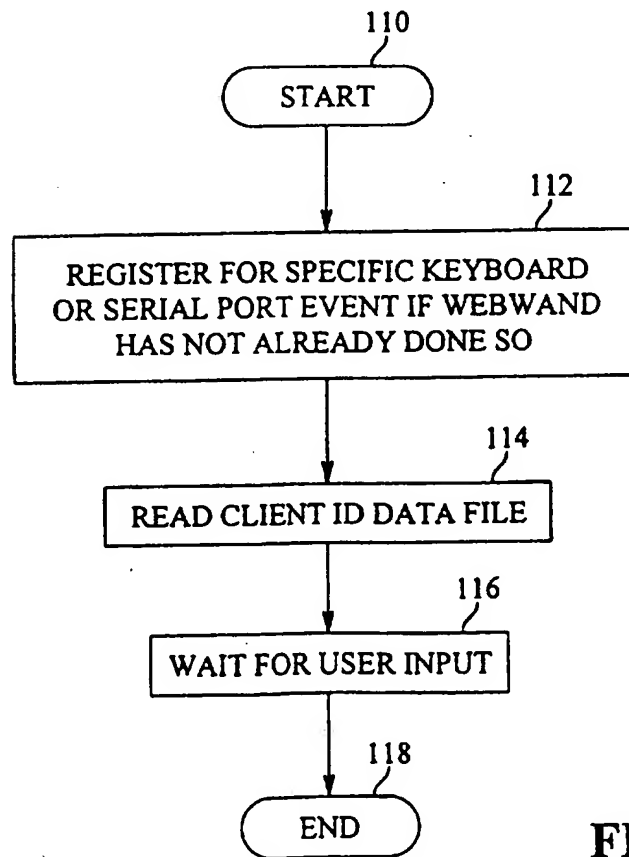 110
START
112
REGISTER FOR SPECIFIC KEYBOARD
OR SERIAL PORT EVENT IF WEBWAND
HAS NOT ALREADY DONE SO
114
READ CLIENT ID DATA FILE
116
WAIT FOR USER INPUT
118
END